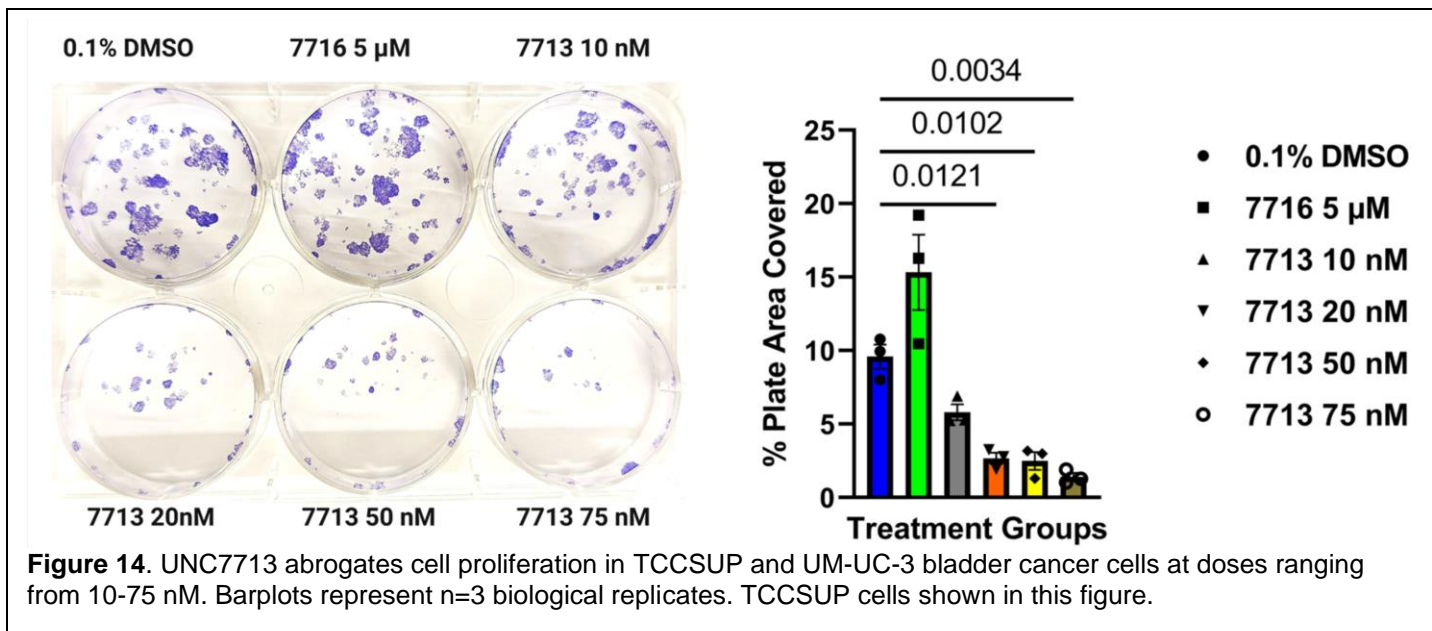 0.1% DMSO 7716 5 µM 7713 10 nM
7713 20nM 7713 50 nM 7713 75 nM
0.0034
0.0102
0.0121
25
20
15
10
5
0
% Plate Area Covered
Treatment Groups
0.1% DMSO
7716 5 µM
7713 10 nM
7713 20 nM
7713 50 nM
7713 75 nM
Figure 14. UNC7713 abrogates cell proliferation in TCCSUP and UM-UC-3 bladder cancer cells at doses ranging
from 10-75 nM. Barplots represent n=3 biological replicates. TCCSUP cells shown in this figure.